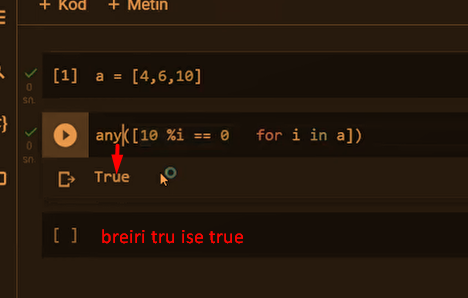 + Kod + Metin
[1] a = [4,6,10]
0
sn.
any([10 %i == 0 for i in a])
0
sn.
True
[ ] breiri tru ise true